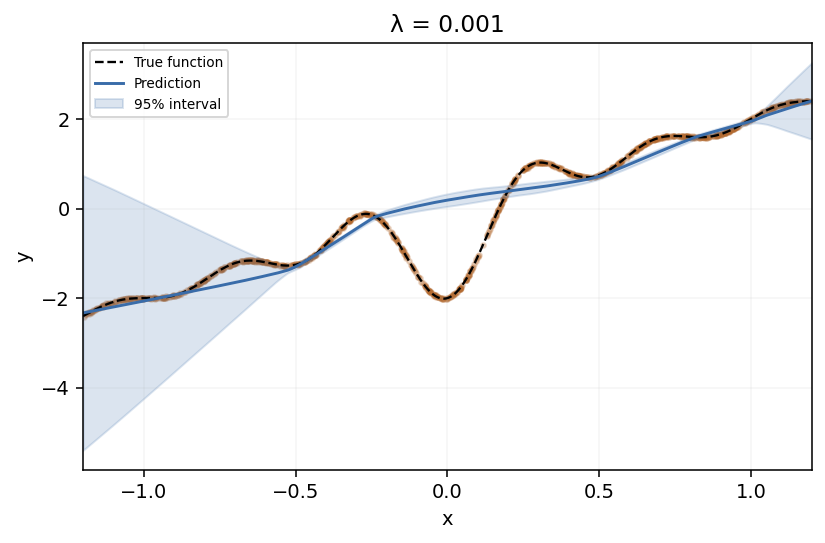 λ = 0.001
True function
Prediction
95% interval
y
2
0
−2
−4
−1.0 −0.5 0.0 0.5 1.0
x